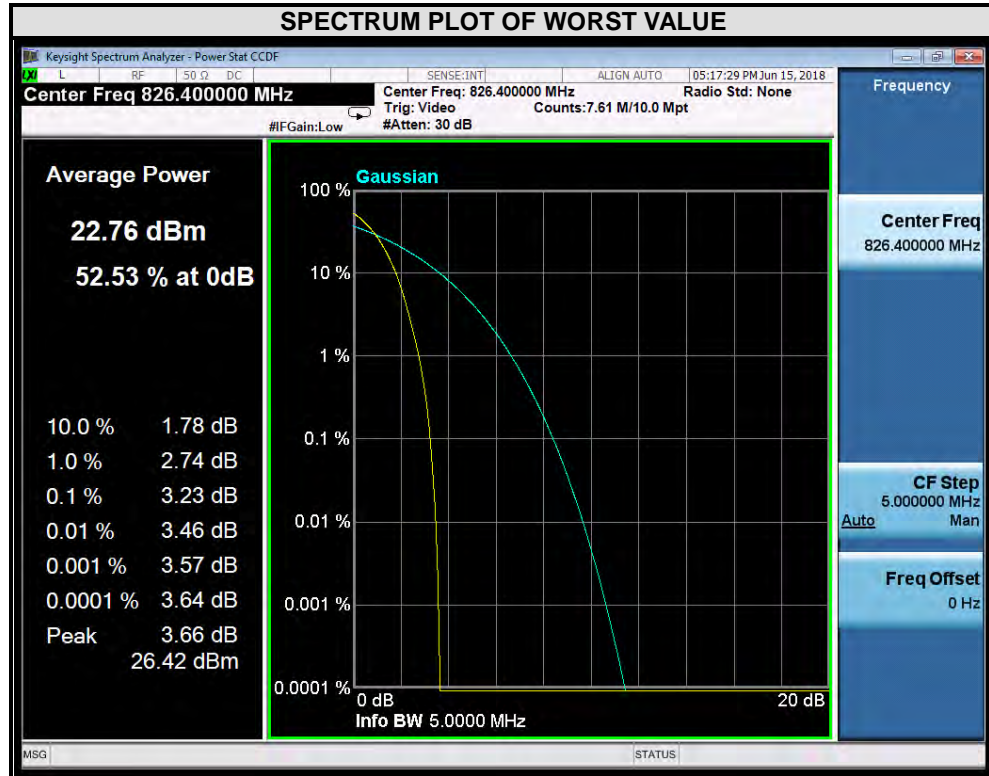 SPECTRUM PLOT OF WORST VALUE
Keysight Spectrum Analyzer - Power Stat CCDF
LXI L RF 50 Ω DC SENSE:INT ALIGN AUTO 05:17:29 PM Jun 15, 2018
Center Freq 826.400000 MHz
Center Freq: 826.400000 MHz
Radio Std: None
Trig: Video
Counts:7.61 M/10.0 Mpt
#IFGain:Low
#Atten: 30 dB
Average Power
22.76 dBm
52.53 % at 0dB
10.0 % 1.78 dB
1.0 % 2.74 dB
0.1 % 3.23 dB
0.01 % 3.46 dB
0.001 % 3.57 dB
0.0001 % 3.64 dB
Peak 3.66 dB
26.42 dBm
Gaussian
100 %
10 %
1 %
0.1 %
0.01 %
0.001 %
0.0001 %
0 dB
20 dB
Info BW 5.0000 MHz
Frequency
Center Freq
826.400000 MHz
CF Step
5.000000 MHz
Auto Man
Freq Offset
0 Hz
MSG
STATUS